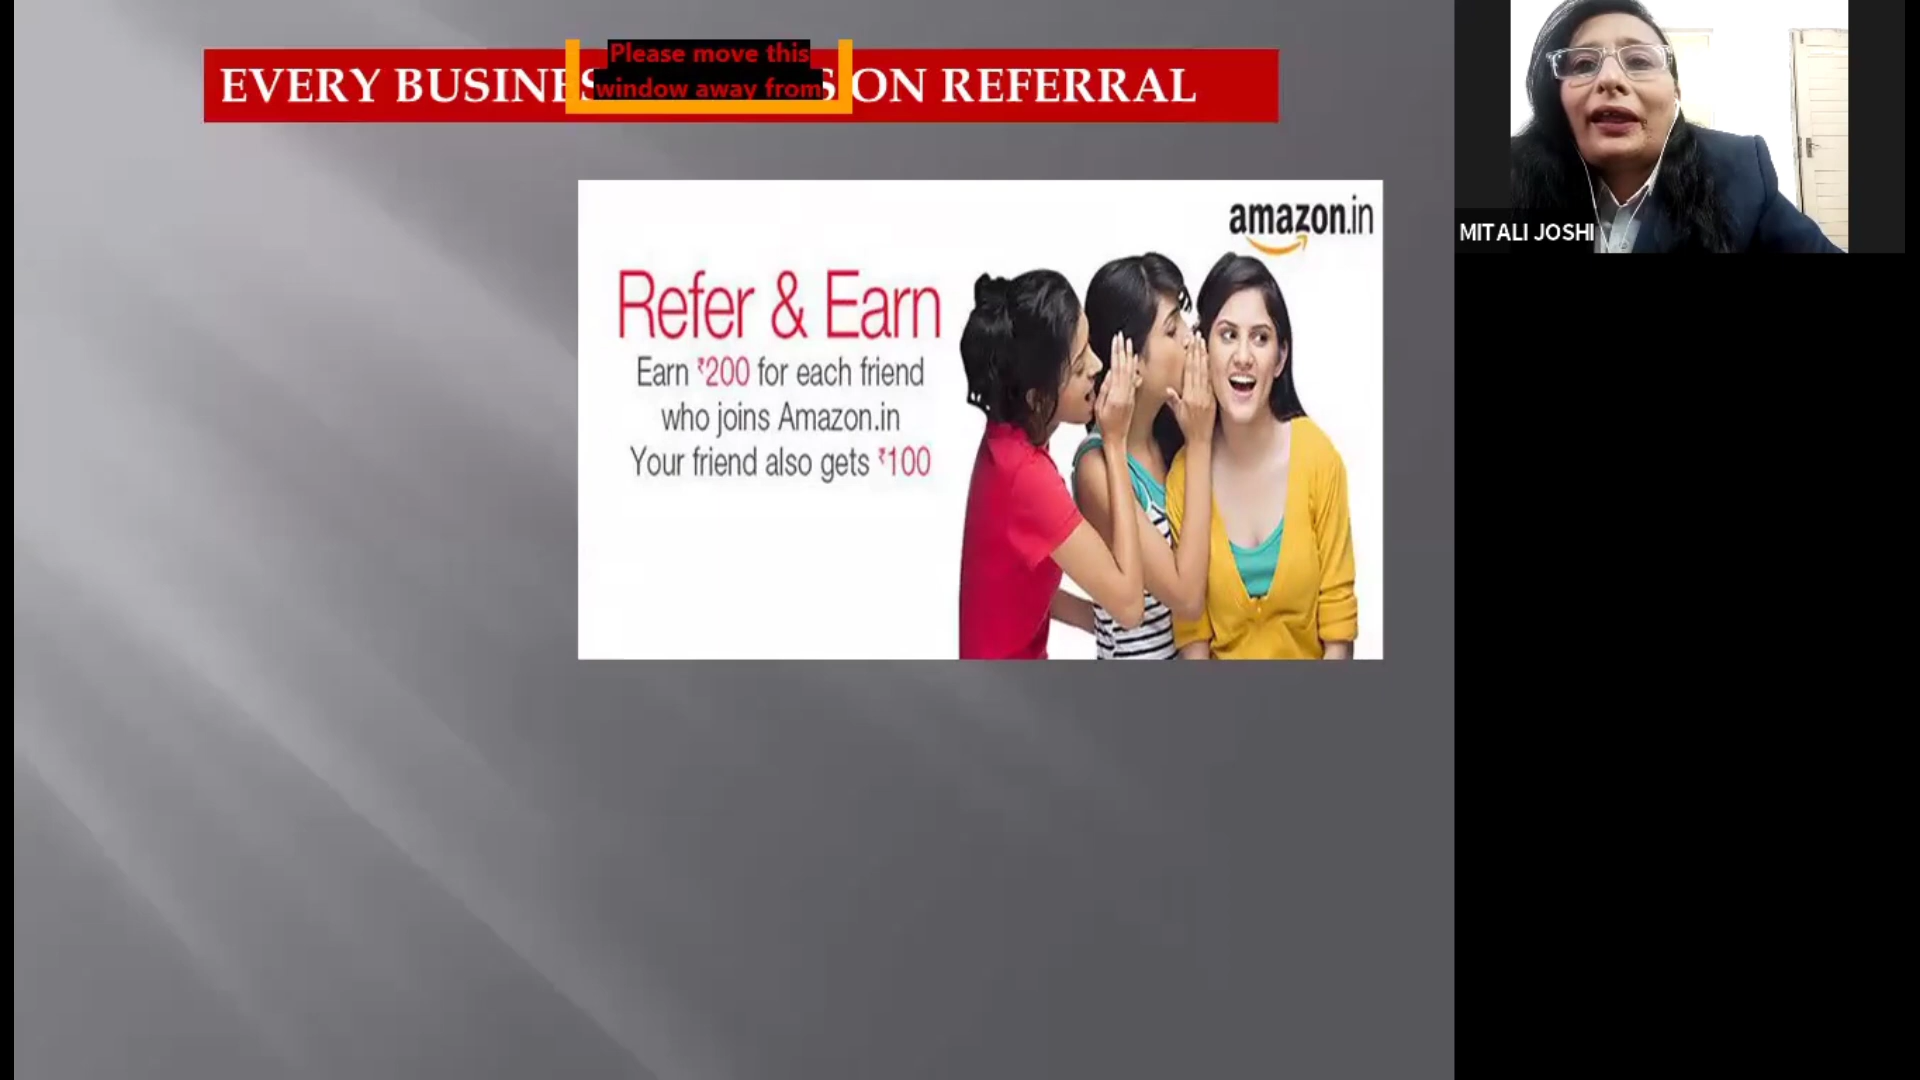 EVERY BUSINES S ON REFERRAL
Please move this
window away from
amazon.in
Refer & Earn
Earn ₹200 for each friend
who joins Amazon.in
Your friend also gets ₹100
MITALI JOSHI